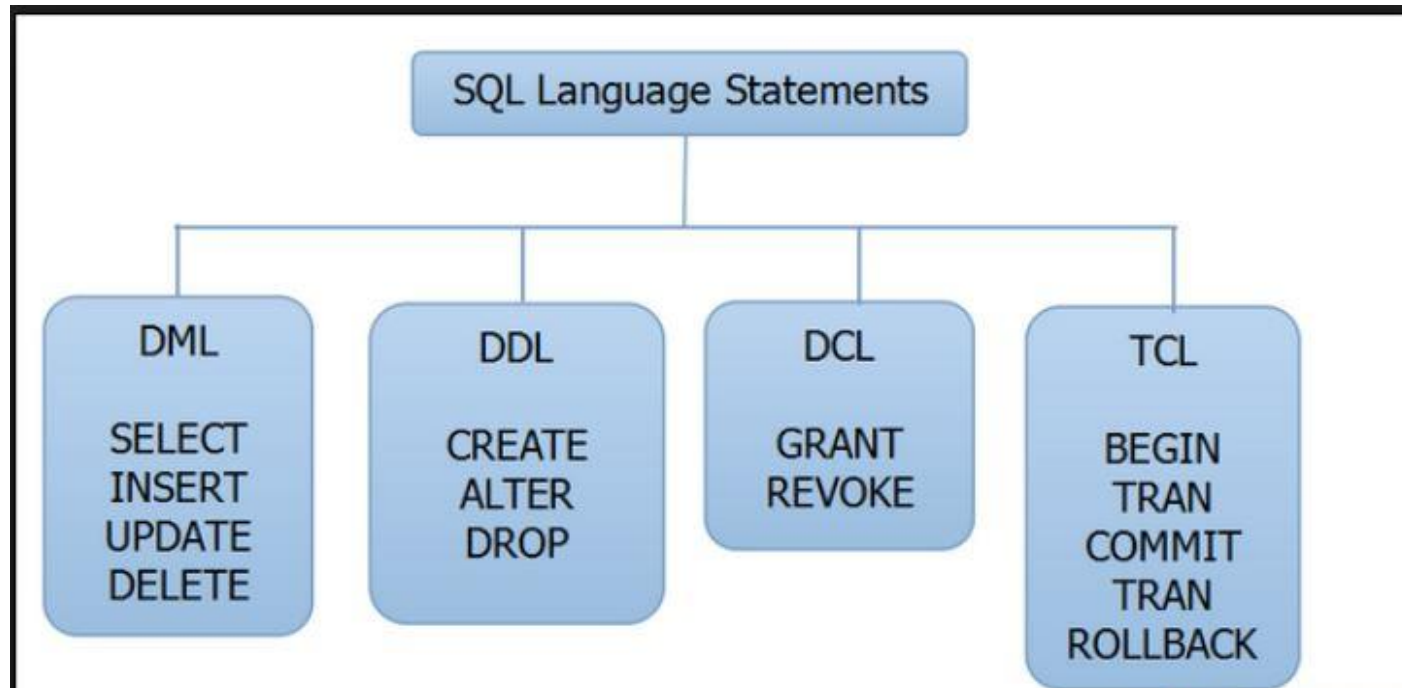 SQL Language Statements
DML
SELECT
INSERT
UPDATE
DELETE
DDL
CREATE
ALTER
DROP
DCL
GRANT
REVOKE
TCL
BEGIN
TRAN
COMMIT
TRAN
ROLLBACK